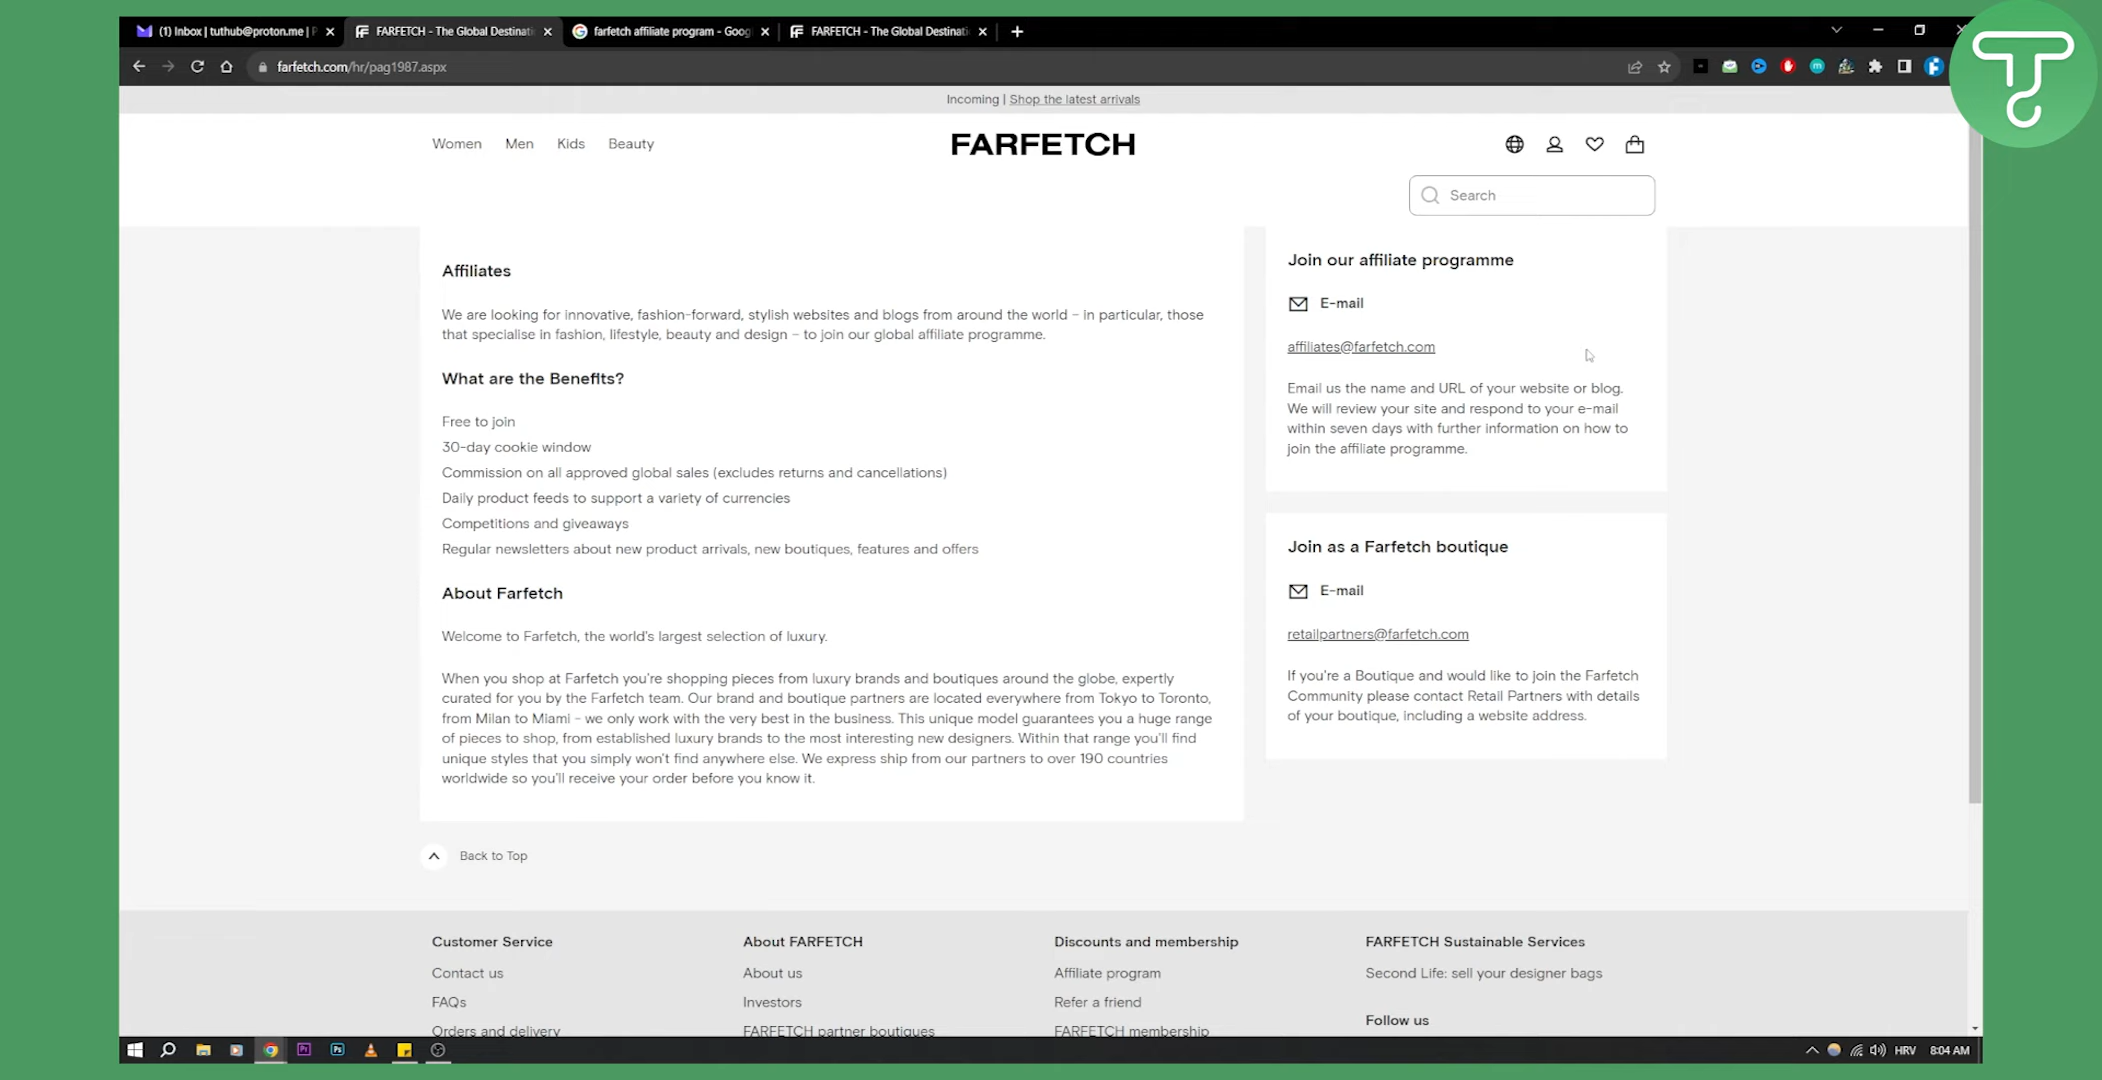 (1) Inbox | tuthub@proton.me | P
FARFETCH - The Global Destinati
farfetch affiliate program - Goog
FARFETCH - The Global Destinati
farfetch.com/hr/pag1987.aspx
Incoming | Shop the latest arrivals
Women Men Kids Beauty
FARFETCH
Search
Affiliates
We are looking for innovative, fashion-forward, stylish websites and blogs from around the world – in particular, those
that specialise in fashion, lifestyle, beauty and design – to join our global affiliate programme.
What are the Benefits?
Free to join
30-day cookie window
Commission on all approved global sales (excludes returns and cancellations)
Daily product feeds to support a variety of currencies
Competitions and giveaways
Regular newsletters about new product arrivals, new boutiques, features and offers
About Farfetch
Welcome to Farfetch, the world's largest selection of luxury.
When you shop at Farfetch you're shopping pieces from luxury brands and boutiques around the globe, expertly
curated for you by the Farfetch team. Our brand and boutique partners are located everywhere from Tokyo to Toronto,
from Milan to Miami – we only work with the very best in the business. This unique model guarantees you a huge range
of pieces to shop, from established luxury brands to the most interesting new designers. Within that range you'll find
unique styles that you simply won't find anywhere else. We express ship from our partners to over 190 countries
worldwide so you'll receive your order before you know it.
Join our affiliate programme
E-mail
affiliates@farfetch.com
Email us the name and URL of your website or blog.
We will review your site and respond to your e-mail
within seven days with further information on how to
join the affiliate programme.
Join as a Farfetch boutique
E-mail
retailpartners@farfetch.com
If you're a Boutique and would like to join the Farfetch
Community please contact Retail Partners with details
of your boutique, including a website address.
Back to Top
Customer Service
Contact us
FAQs
Orders and delivery
About FARFETCH
About us
Investors
FARFETCH partner boutiques
Discounts and membership
Affiliate program
Refer a friend
FARFETCH membership
FARFETCH Sustainable Services
Second Life: sell your designer bags
Follow us
Pr
Ps
HRV
8:04 AM